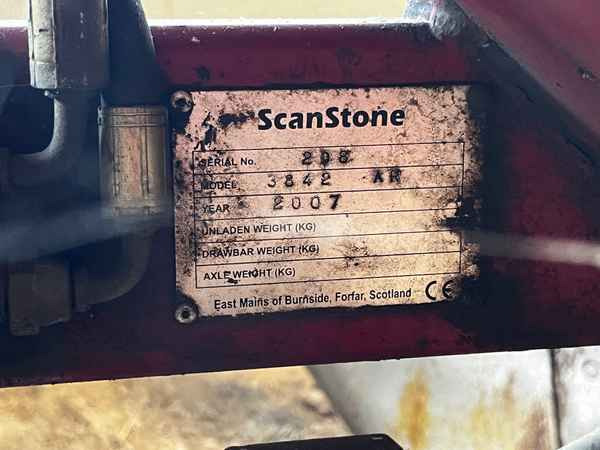 ScanStone
SERIAL No. 298
MODEL 3842 AR
YEAR 2007
UNLADEN WEIGHT (KG)
DRAWBAR WEIGHT (KG)
AXLE WEIGHT (KG)
East Mains of Burnside, Forfar, Scotland CE